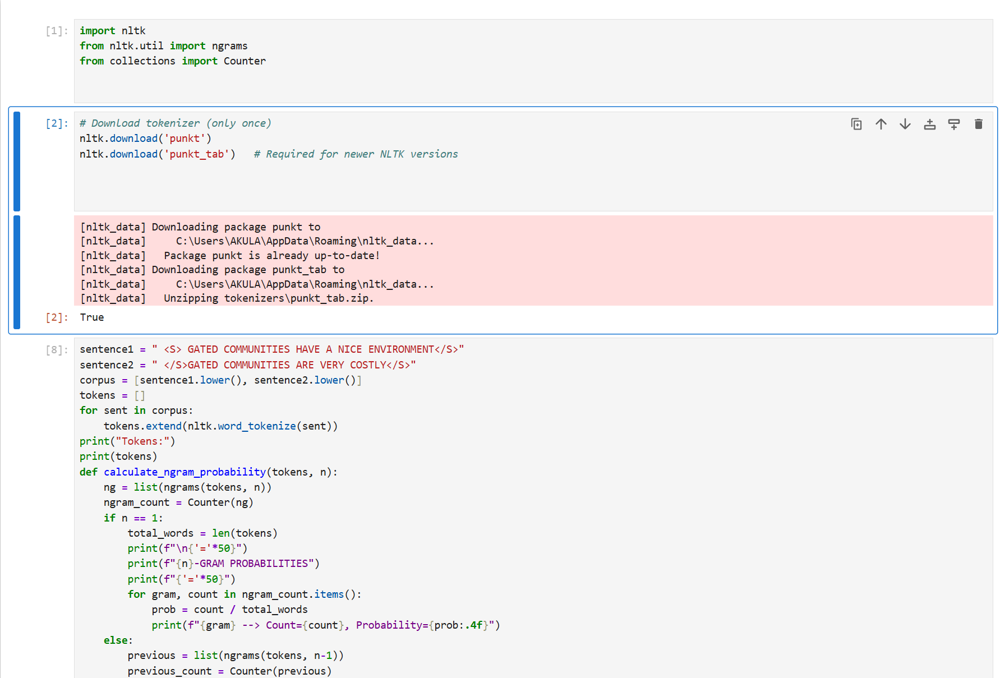 [1]: import nltk
from nltk.util import ngrams
from collections import Counter
[2]: # Download tokenizer (only once)
nltk.download('punkt')
nltk.download('punkt_tab')   # Required for newer NLTK versions
[nltk_data] Downloading package punkt to
[nltk_data]     C:\Users\AKULA\AppData\Roaming\nltk_data...
[nltk_data]   Package punkt is already up-to-date!
[nltk_data] Downloading package punkt_tab to
[nltk_data]     C:\Users\AKULA\AppData\Roaming\nltk_data...
[nltk_data]   Unzipping tokenizers\punkt_tab.zip.
[2]: True
[8]: sentence1 = " <S> GATED COMMUNITIES HAVE A NICE ENVIRONMENT</S>"
sentence2 = " </S>GATED COMMUNITIES ARE VERY COSTLY</S>"
corpus = [sentence1.lower(), sentence2.lower()]
tokens = []
for sent in corpus:
    tokens.extend(nltk.word_tokenize(sent))
print("Tokens:")
print(tokens)
def calculate_ngram_probability(tokens, n):
    ng = list(ngrams(tokens, n))
    ngram_count = Counter(ng)
    if n == 1:
        total_words = len(tokens)
        print(f"\n{'='*50}")
        print(f"{n}-GRAM PROBABILITIES")
        print(f"{'='*50}")
        for gram, count in ngram_count.items():
            prob = count / total_words
            print(f"{gram} --> Count={count}, Probability={prob:.4f}")
    else:
        previous = list(ngrams(tokens, n-1))
        previous_count = Counter(previous)